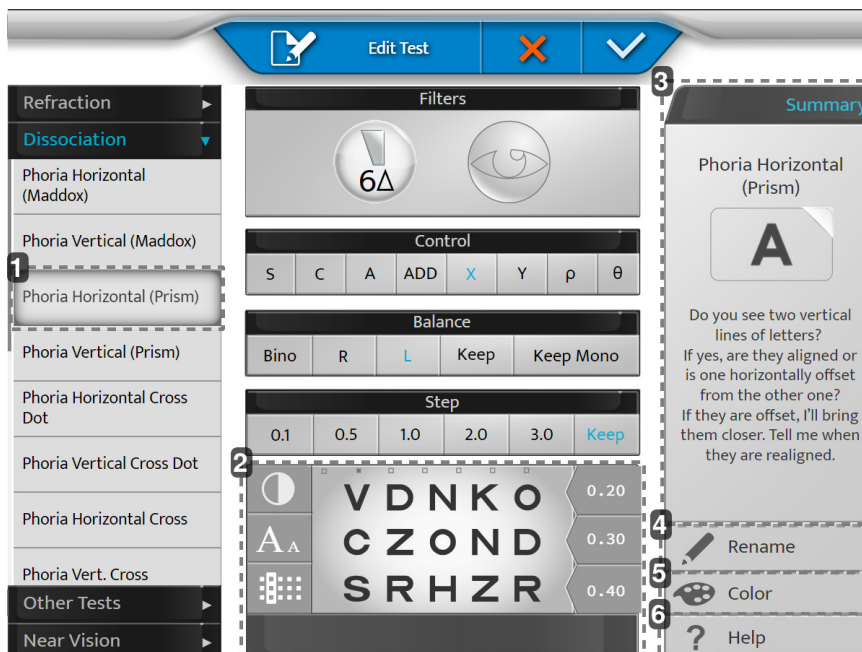 Edit Test
Refraction
Dissociation
Phoria Horizontal
(Maddox)
Phoria Vertical (Maddox)
1
Phoria Horizontal (Prism)
Phoria Vertical (Prism)
Phoria Horizontal Cross
Dot
Phoria Vertical Cross Dot
Phoria Horizontal Cross
Phoria Vert. Cross
Other Tests
Near Vision
Filters
6Δ
Control
S C A ADD X Y ρ θ
Balance
Bino R L Keep Keep Mono
Step
0.1 0.5 1.0 2.0 3.0 Keep
2
V D N K O 0.20
A A C Z O N D 0.30
S R H Z R 0.40
3
Summary
Phoria Horizontal
(Prism)
A
Do you see two vertical
lines of letters?
If yes, are they aligned or
is one horizontally offset
from the other one?
If they are offset, I'll bring
them closer. Tell me when
they are realigned.
4
Rename
5
Color
6
? Help